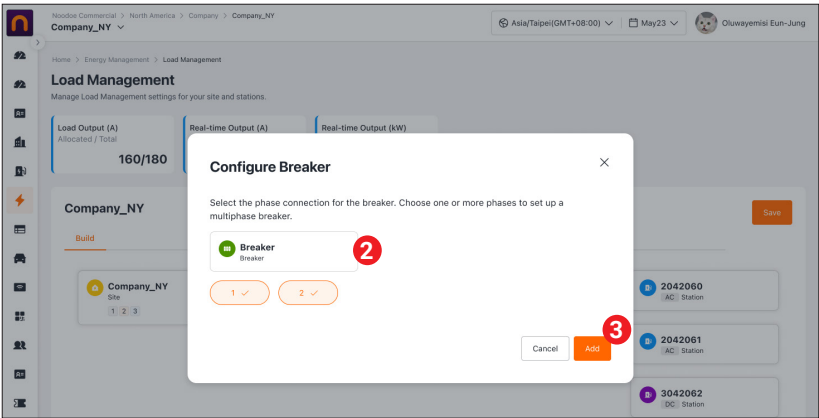 Noodoe Commercial > North America > Company > Company_NY
Company_NY
Asia/Taipei(GMT+08:00)
May23
Oluwayemisi Eun-Jung
Home > Energy Management > Load Management
Load Management
Manage Load Management settings for your site and stations.
Load Output (A)
Allocated / Total
160/180
Real-time Output (A)
Real-time Output (kW)
Configure Breaker
Select the phase connection for the breaker. Choose one or more phases to set up a
multiphase breaker.
Breaker
Breaker
2
1
2
3
Cancel
Add
Company_NY
Save
Build
Company_NY
Site
1 2 3
2042060
AC Station
2042061
AC Station
3042062
DC Station